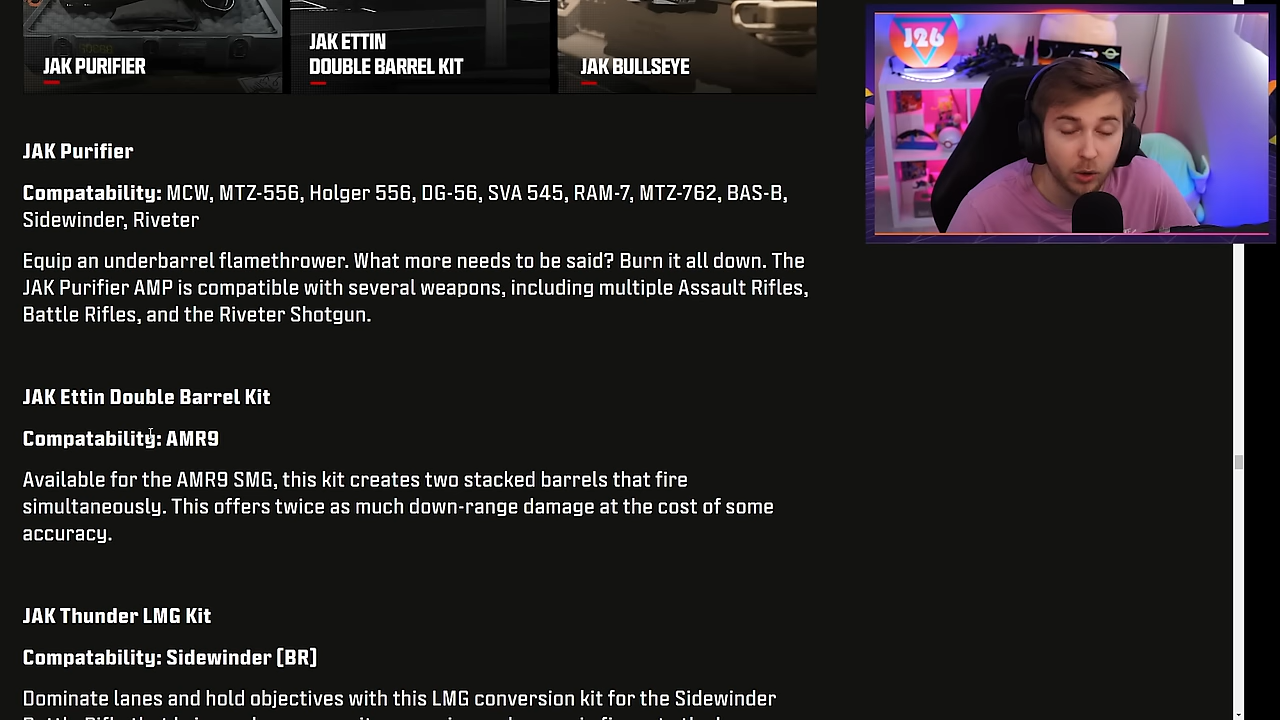 JAK PURIFIER
JAK ETTIN
DOUBLE BARREL KIT
JAK BULLSEYE
J26
JAK Purifier
Compatability: MCW, MTZ-556, Holger 556, DG-56, SVA 545, RAM-7, MTZ-762, BAS-B,
Sidewinder, Riveter
Equip an underbarrel flamethrower. What more needs to be said? Burn it all down. The
JAK Purifier AMP is compatible with several weapons, including multiple Assault Rifles,
Battle Rifles, and the Riveter Shotgun.
JAK Ettin Double Barrel Kit
Compatability: AMR9
Available for the AMR9 SMG, this kit creates two stacked barrels that fire
simultaneously. This offers twice as much down-range damage at the cost of some
accuracy.
JAK Thunder LMG Kit
Compatability: Sidewinder [BR]
Dominate lanes and hold objectives with this LMG conversion kit for the Sidewinder